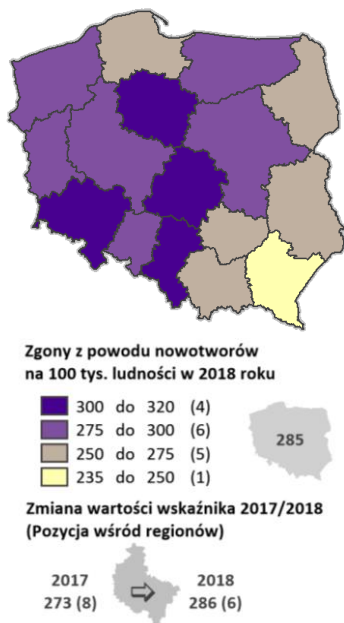 Zgony z powodu nowotworów
na 100 tys. ludności w 2018 roku
300 do 320 (4)
275 do 300 (6)
250 do 275 (5)
235 do 250 (1)
285
Zmiana wartości wskaźnika 2017/2018
(Pozycja wśród regionów)
2017 2018
273 (8) 286 (6)